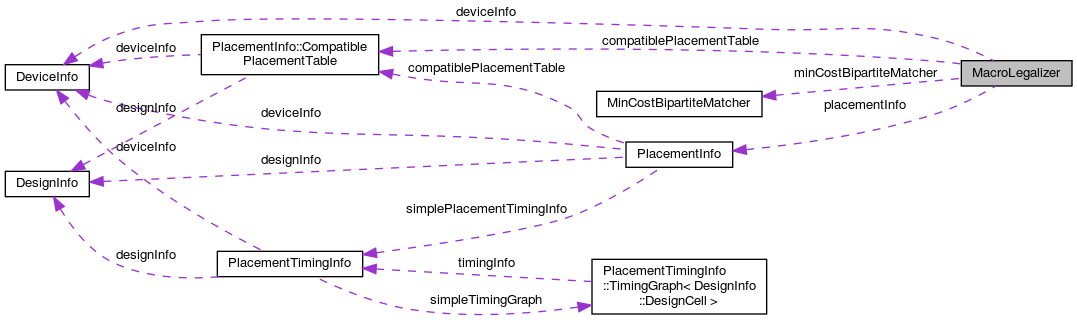 deviceInfo
deviceInfo
PlacementInfo::Compatible
PlacementTable
compatiblePlacementTable
compatiblePlacementTable
DeviceInfo
minCostBipartiteMatcher
MacroLegalizer
designInfo
deviceInfo
MinCostBipartiteMatcher
placementInfo
deviceInfo
designInfo
PlacementInfo
DesignInfo
simplePlacementTimingInfo
designInfo
PlacementTimingInfo
timingInfo
PlacementTimingInfo
::TimingGraph< DesignInfo
::DesignCell >
simpleTimingGraph